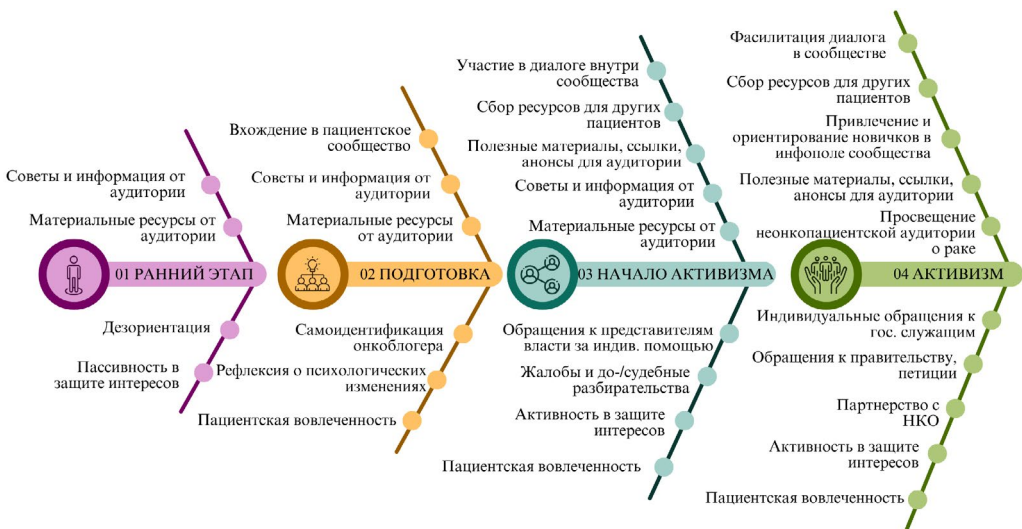 Советы и информация от
аудитории
Материальные ресурсы от
аудитории
01 РАННИЙ ЭТАП
Дезориентация
Пассивность в
защите интересов
Вхождение в пациентское
сообщество
Советы и информация от
аудитории
Материальные ресурсы
от аудитории
02 ПОДГОТОВКА
Самоидентификация
онкоблогера
Рефлексия о психологических
изменениях
Пациентская вовлеченность
Участие в диалоге внутри
сообщества
Сбор ресурсов для других
пациентов
Полезные материалы, ссылки,
анонсы для аудитории
Советы и информация от
аудитории
Материальные ресурсы от
аудитории
03 НАЧАЛО АКТИВИЗМА
Обращения к представителям
власти за индив. помощью
Жалобы и до-/судебные
разбирательства
Активность в защите
интересов
Пациентская вовлеченность
Фасилитация диалога
в сообществе
Сбор ресурсов для других
пациентов
Привлечение и
ориентирование новичков в
инфополе сообщества
Полезные материалы, ссылки,
анонсы для аудитории
Просвещение
неонкопациентской аудитории
о раке
04 АКТИВИЗМ
Индивидуальные обращения к
гос. служащим
Обращения к правительству,
петиции
Партнерство с
НКО
Активность в защите
интересов
Пациентская вовлеченность